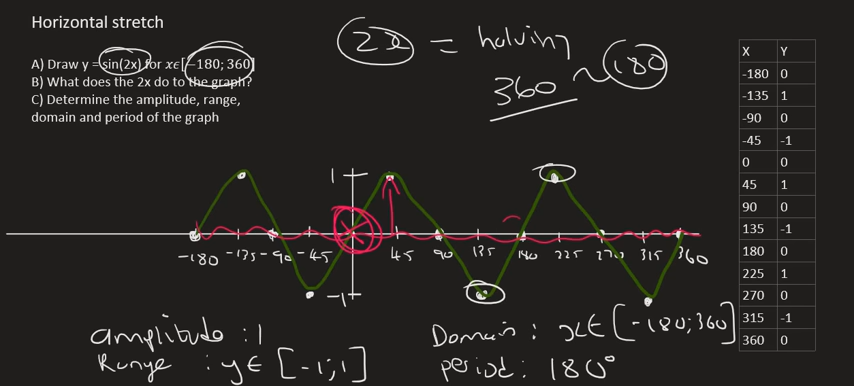 Horizontal stretch
A) Draw y = sin(2x) for xϵ[−180; 360]
B) What does the 2x do to the graph?
C) Determine the amplitude, range,
domain and period of the graph
2x = halving
360 ~ 180
X Y
-180 0
-135 1
-90 0
-45 -1
0 0
45 1
90 0
135 -1
180 0
225 1
270 0
315 -1
360 0
1
-180 -135 -90 -45 45 90 135 180 225 270 315 360
-1
amplitude : 1
Range : y∈ [-1;1]
Domain : x∈ [-180;360]
period : 180°